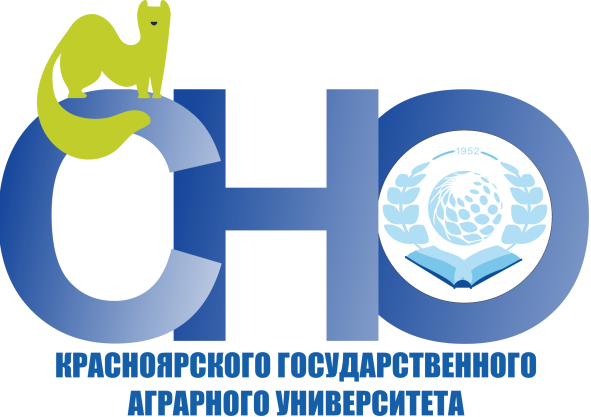 СНО
1952
КРАСНОЯРСКОГО ГОСУДАРСТВЕННОГО
АГРАРНОГО УНИВЕРСИТЕТА